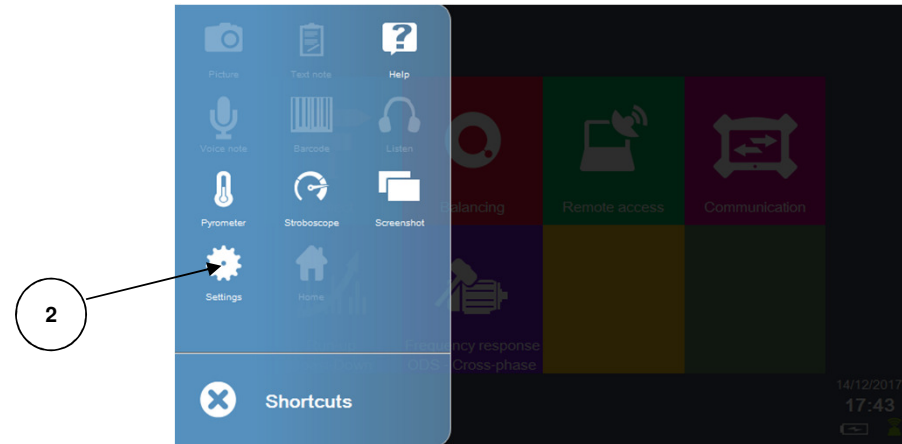 Picture
Text note
Help
Voice note
Barcode
Listen
Pyrometer
Stroboscope
Screenshot
Settings
Home
Balancing
Remote access
Communication
Frequency response
ODS - Cross-phase
Shortcuts
14/12/2017
17:43
2